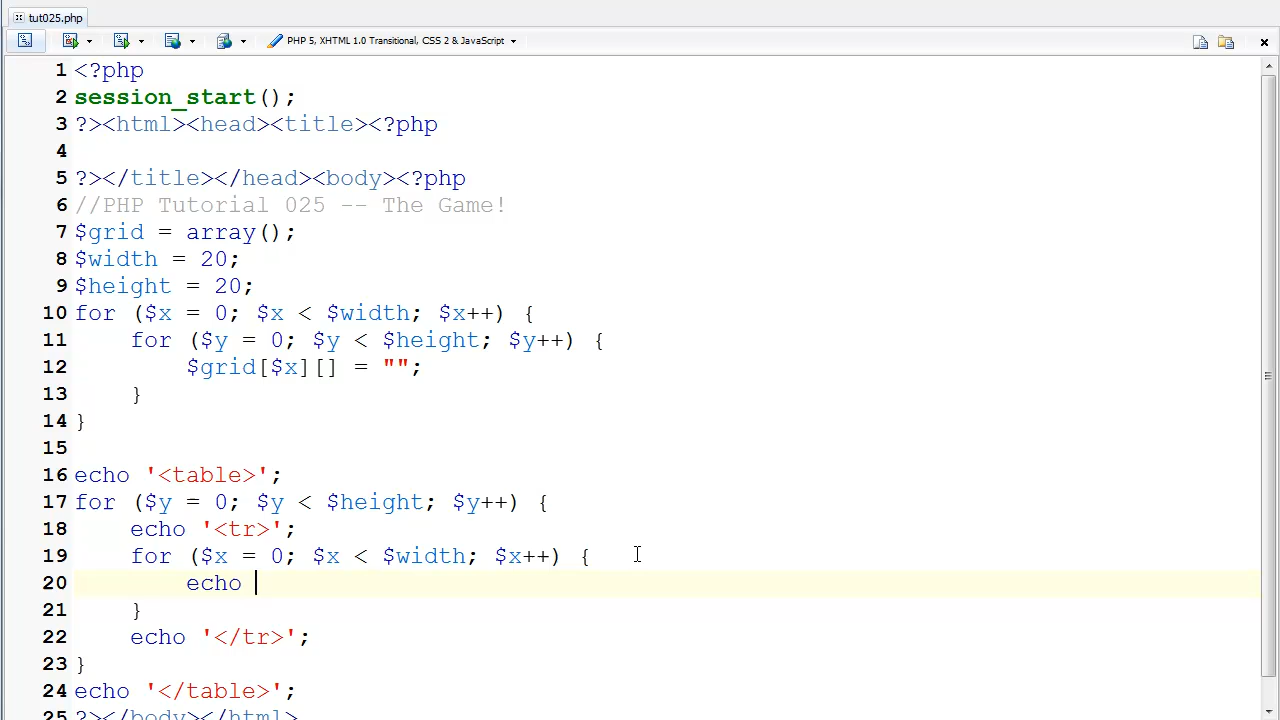 tut025.php
PHP 5, XHTML 1.0 Transitional, CSS 2 & JavaScript
1 <?php
2 session_start();
3 ?><html><head><title><?php
4
5 ?></title></head><body><?php
6 //PHP Tutorial 025 -- The Game!
7 $grid = array();
8 $width = 20;
9 $height = 20;
10 for ($x = 0; $x < $width; $x++) {
11     for ($y = 0; $y < $height; $y++) {
12         $grid[$x][] = "";
13     }
14 }
15
16 echo '<table>';
17 for ($y = 0; $y < $height; $y++) {
18     echo '<tr>';
19     for ($x = 0; $x < $width; $x++) {
20         echo
21     }
22     echo '</tr>';
23 }
24 echo '</table>';
25 ?></body></html>